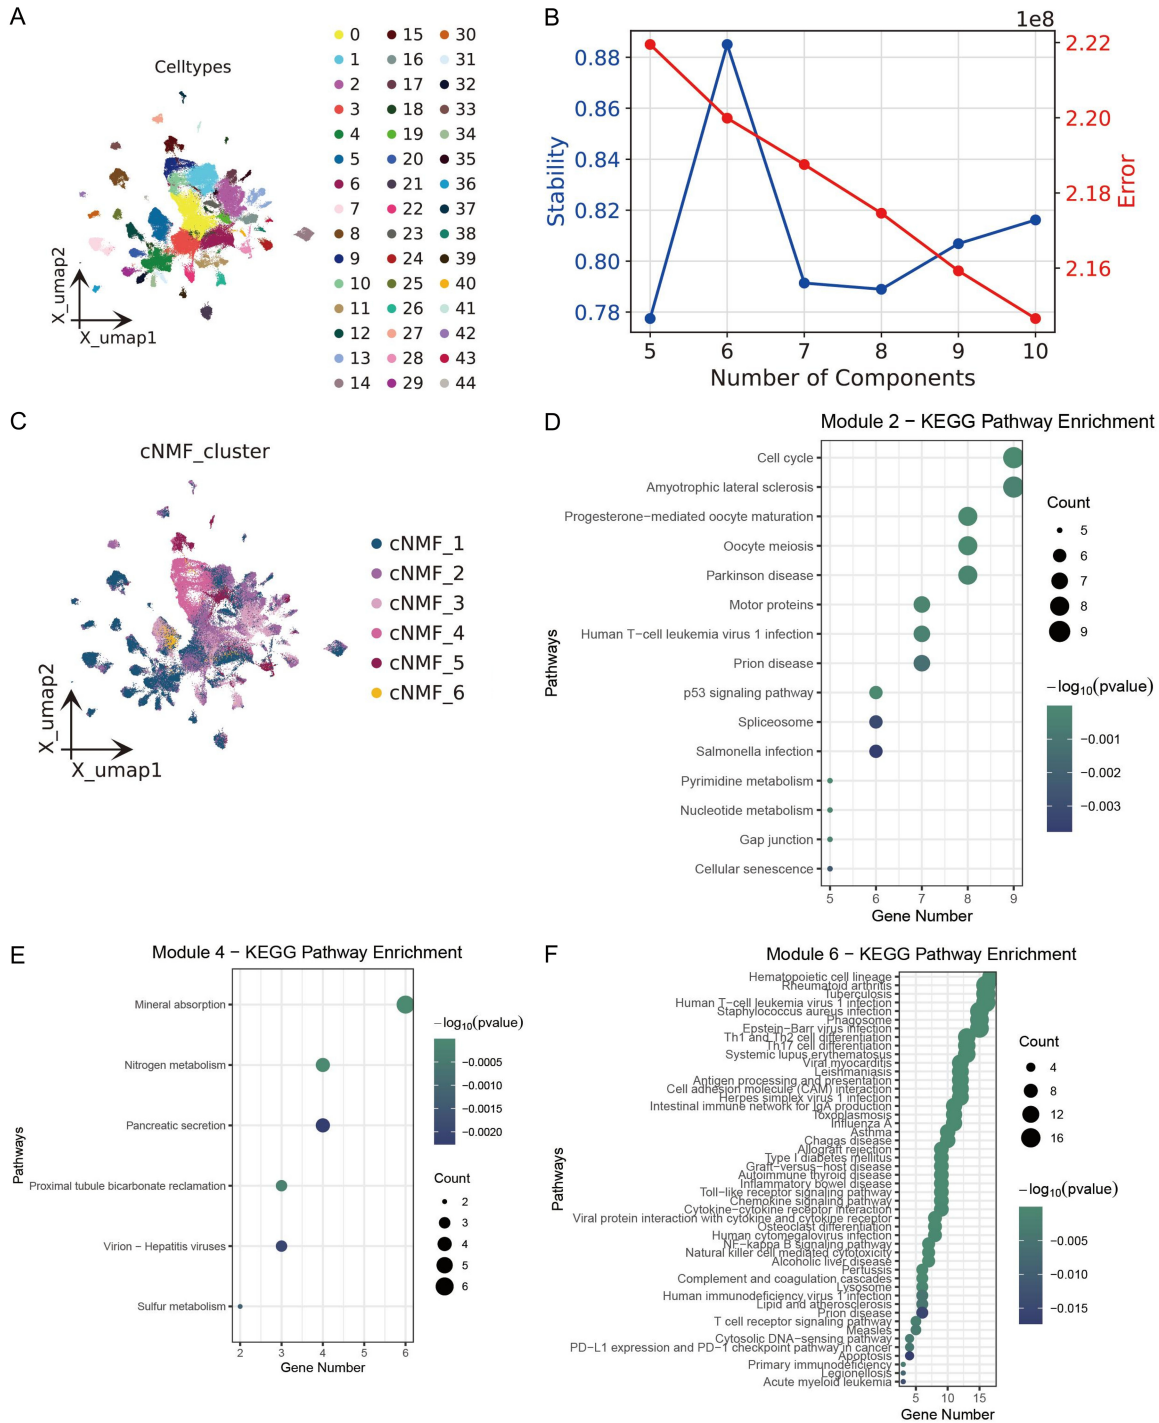 A
Celltypes
X_umap2
X_umap1
0 15 30
1 16 31
2 17 32
3 18 33
4 19 34
5 20 35
6 21 36
7 22 37
8 23 38
9 24 39
10 25 40
11 26 41
12 27 42
13 28 43
14 29 44
B
1e8
Stability
0.88
0.86
0.84
0.82
0.80
0.78
2.22
2.20
2.18
2.16
Error
5 6 7 8 9 10
Number of Components
C
cNMF_cluster
X_umap2
X_umap1
cNMF_1
cNMF_2
cNMF_3
cNMF_4
cNMF_5
cNMF_6
D
Module 2 − KEGG Pathway Enrichment
Pathways
Cell cycle
Amyotrophic lateral sclerosis
Progesterone−mediated oocyte maturation
Oocyte meiosis
Parkinson disease
Motor proteins
Human T−cell leukemia virus 1 infection
Prion disease
p53 signaling pathway
Spliceosome
Salmonella infection
Pyrimidine metabolism
Nucleotide metabolism
Gap junction
Cellular senescence
5 6 7 8 9
Gene Number
Count
5
6
7
8
9
−log10(pvalue)
−0.001
−0.002
−0.003
E
Module 4 − KEGG Pathway Enrichment
Pathways
Mineral absorption
Nitrogen metabolism
Pancreatic secretion
Proximal tubule bicarbonate reclamation
Virion − Hepatitis viruses
Sulfur metabolism
2 3 4 5 6
Gene Number
−log10(pvalue)
−0.0005
−0.0010
−0.0015
−0.0020
Count
2
3
4
5
6
F
Module 6 − KEGG Pathway Enrichment
Pathways
Hematopoietic cell lineage
Rheumatoid arthritis
Tuberculosis
Human T−cell leukemia virus 1 infection
Staphylococcus aureus infection
Phagosome
Epstein−Barr virus infection
Th1 and Th2 cell differentiation
Th17 cell differentiation
Systemic lupus erythematosus
Viral myocarditis
Leishmaniasis
Antigen processing and presentation
Cell adhesion molecule (CAM) interaction
Herpes simplex virus 1 infection
Intestinal immune network for IgA production
Toxoplasmosis
Influenza A
Asthma
Chagas disease
Allograft rejection
Type I diabetes mellitus
Graft−versus−host disease
Autoimmune thyroid disease
Inflammatory bowel disease
Toll−like receptor signaling pathway
Chemokine signaling pathway
Cytokine−cytokine receptor interaction
Viral protein interaction with cytokine and cytokine receptor
Osteoclast differentiation
Human cytomegalovirus infection
NF−kappa B signaling pathway
Natural killer cell mediated cytotoxicity
Alcoholic liver disease
Pertussis
Complement and coagulation cascades
Lysosome
Human immunodeficiency virus 1 infection
Lipid and atherosclerosis
Prion disease
T cell receptor signaling pathway
Measles
Cytosolic DNA−sensing pathway
PD−L1 expression and PD−1 checkpoint pathway in cancer
Apoptosis
Primary immunodeficiency
Legionellosis
Acute myeloid leukemia
5 10 15
Gene Number
Count
4
8
12
16
−log10(pvalue)
−0.005
−0.010
−0.015